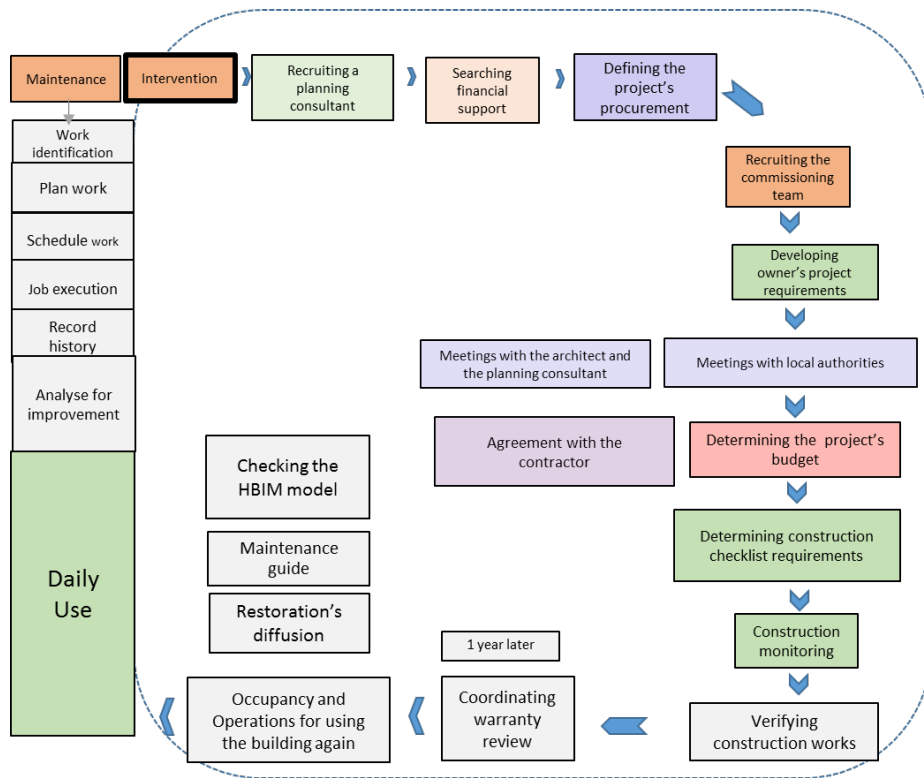 Maintenance
Intervention
Recruiting a
planning
consultant
Searching
financial
support
Defining the
project's
procurement
Recruiting the
commissioning
team
Developing
owner's project
requirements
Meetings with the architect and
the planning consultant
Meetings with local authorities
Agreement with the
contractor
Determining the project's
budget
Determining construction
checklist requirements
Construction
monitoring
Verifying
construction works
1 year later
Coordinating
warranty
review
Occupancy and
Operations for using
the building again
Checking the
HBIM model
Maintenance
guide
Restoration's
diffusion
Work
identification
Plan work
Schedule work
Job execution
Record
history
Analyse for
improvement
Daily
Use